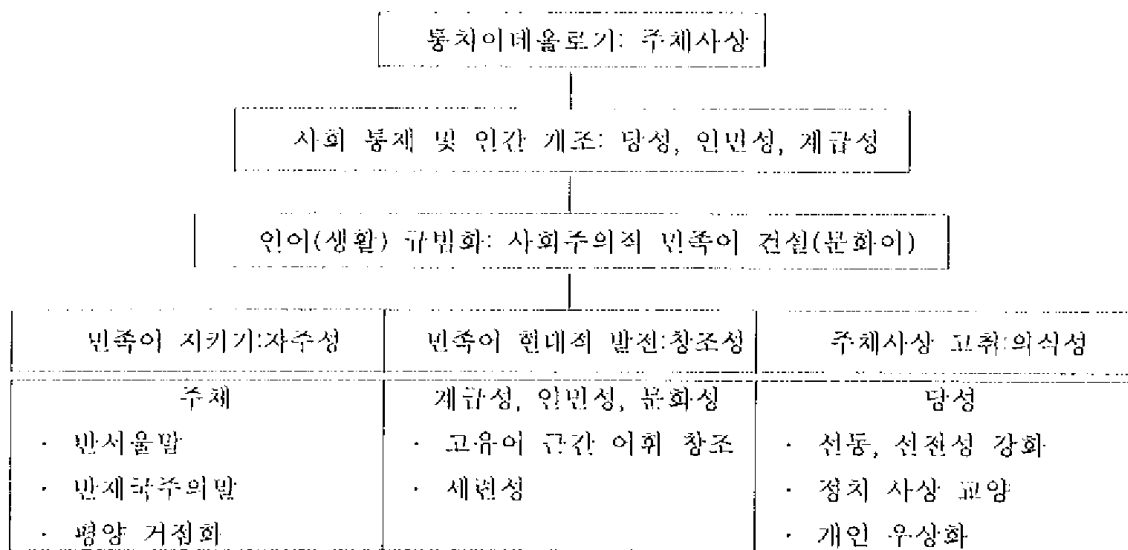 통치이데올로기: 주체사상
사회 통제 및 인간 개조: 당성, 인민성, 계급성
언어(생활) 규범화: 사회주의적 민족어 건설(문화어)
민족어 지키기:자주성
민족어 현대적 발전:창조성
주체사상 고취:의식성
주체
· 반서울말
· 반제국주의말
· 평양 거점화
계급성, 인민성, 문화성
· 고유어 근간 어휘 창조
· 세련성
당성
· 선동, 선전성 강화
· 정치 사상 교양
· 개인 우상화